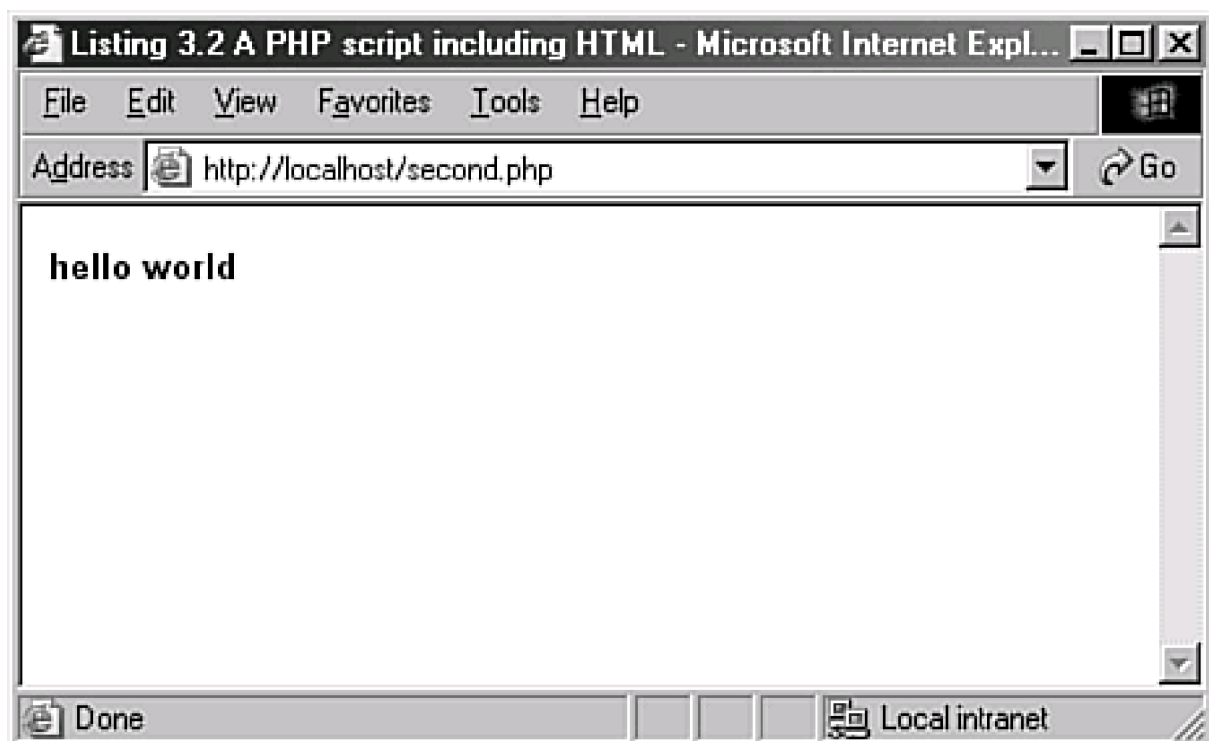 Listing 3.2 A PHP script including HTML - Microsoft Internet Expl...
File Edit View Favorites Tools Help
Address http://localhost/second.php Go
hello world
Done Local intranet